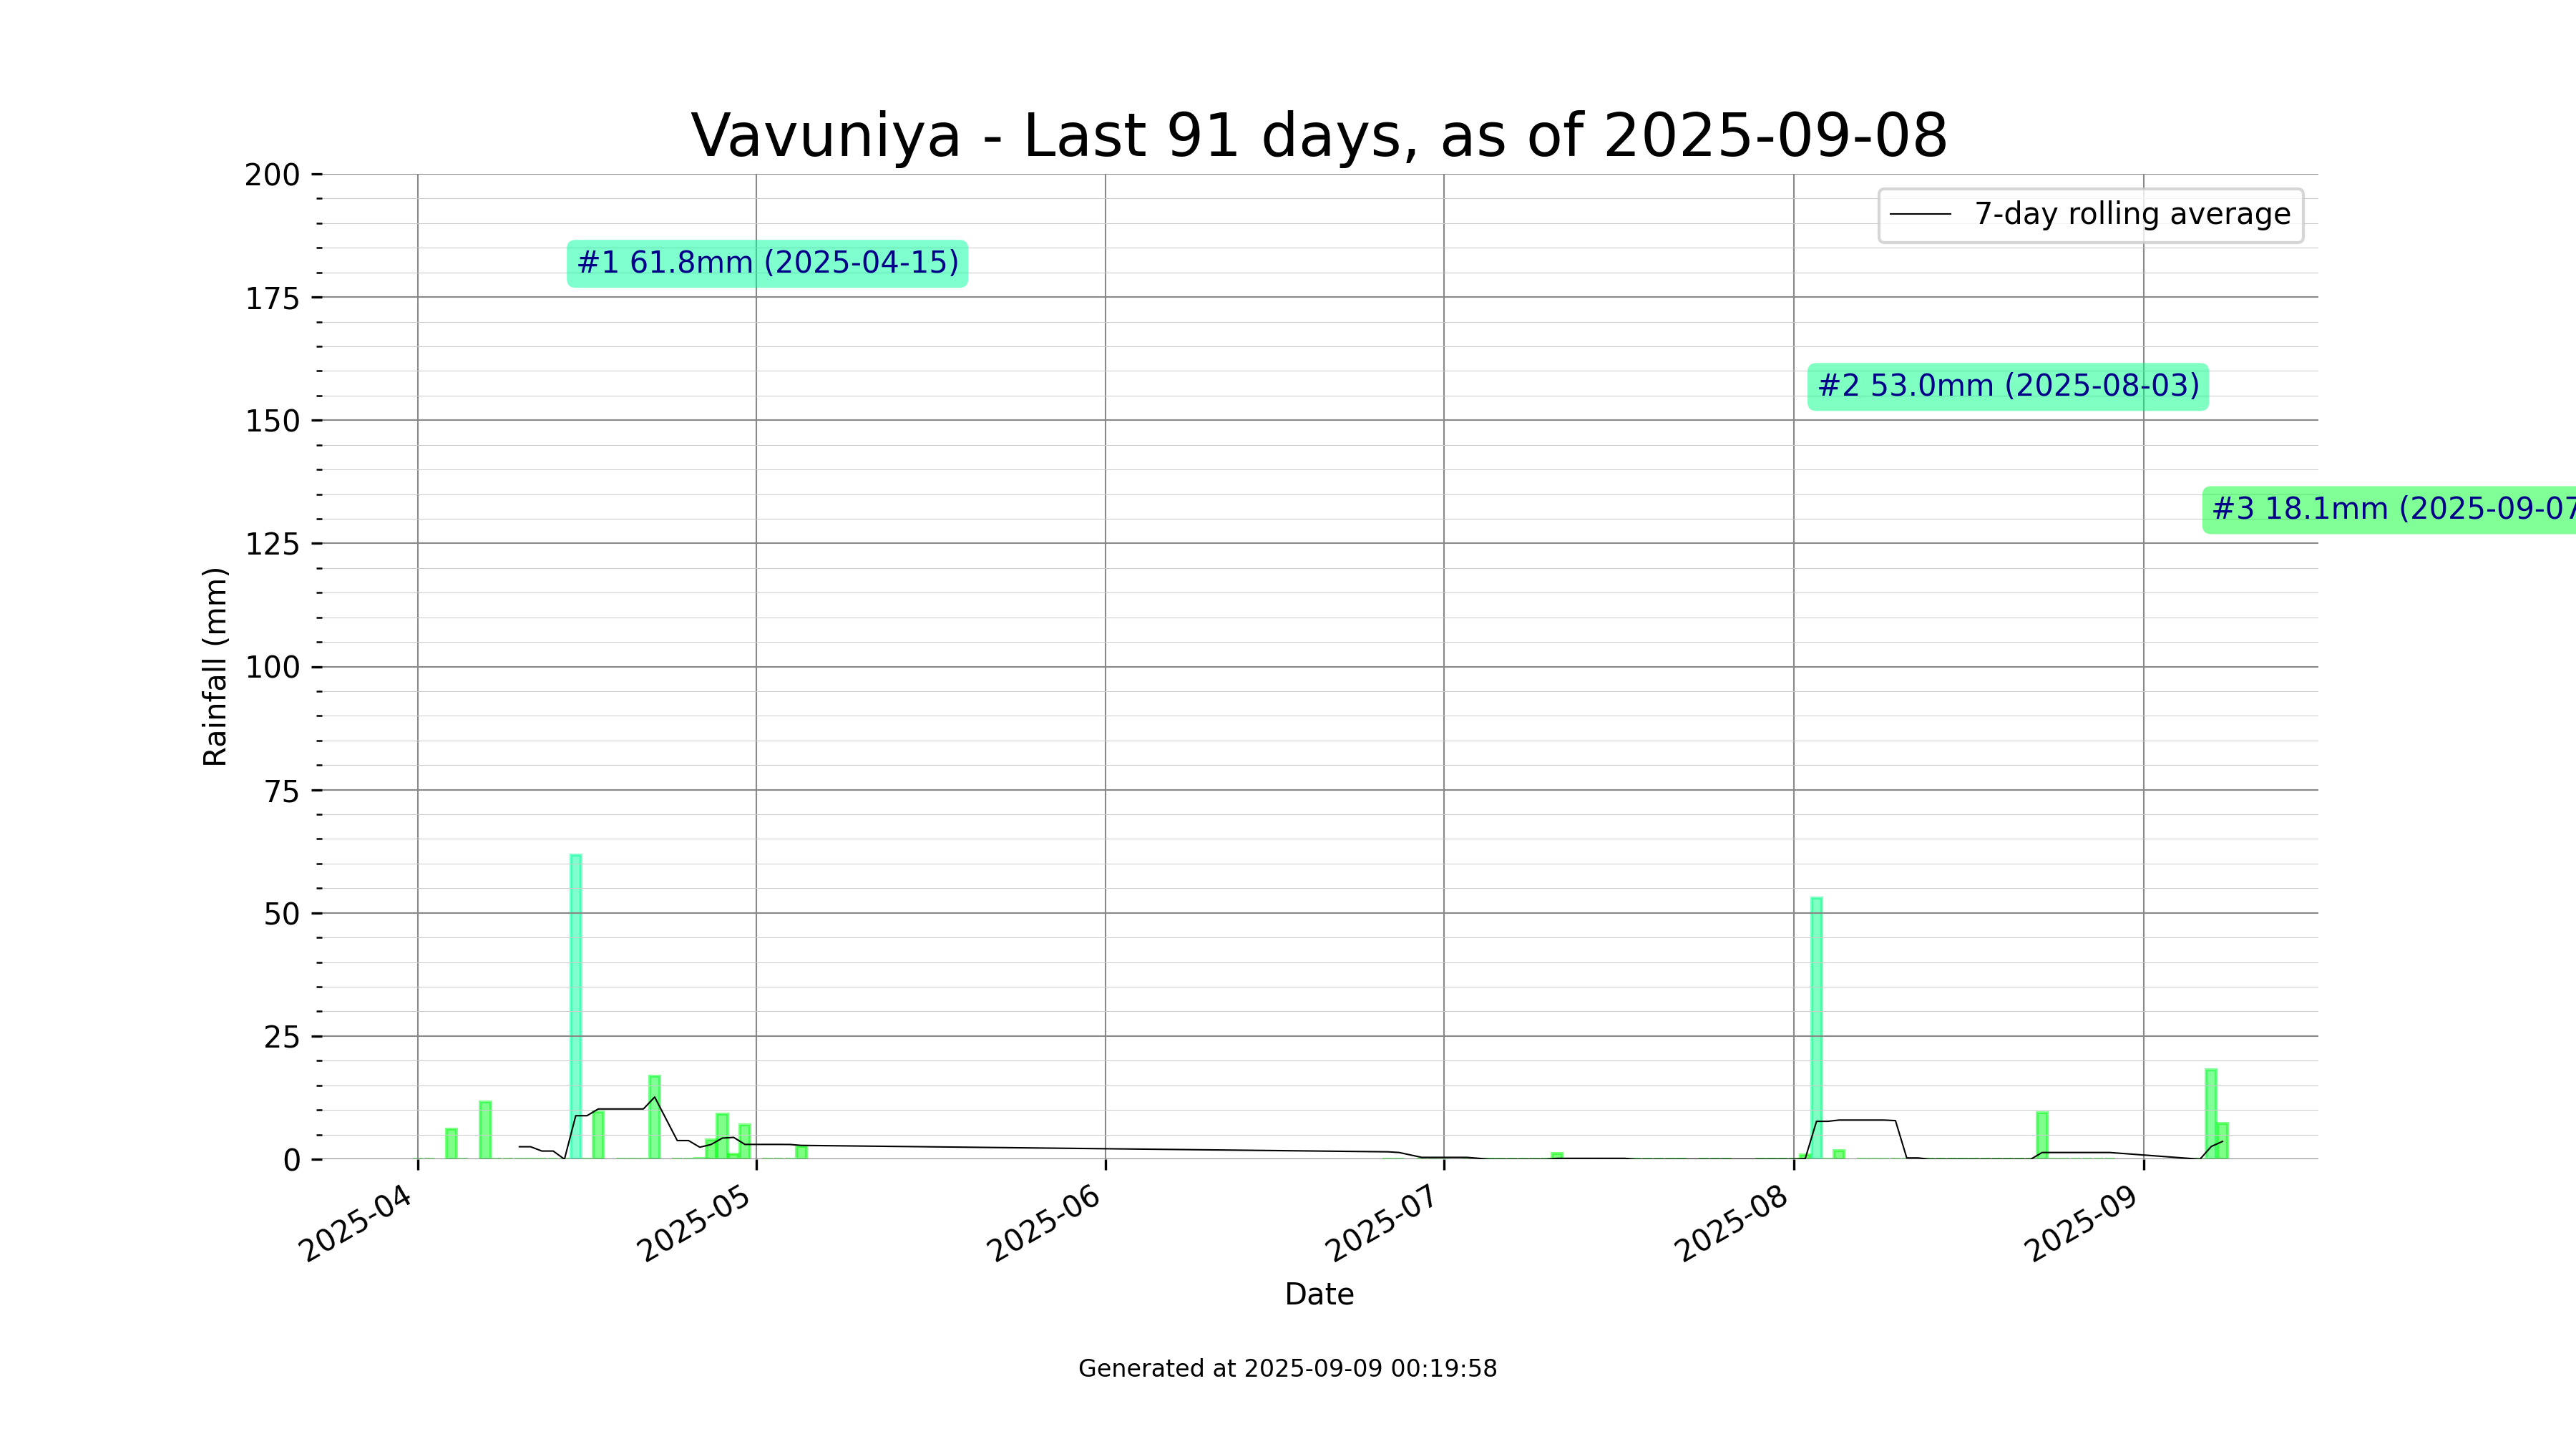 Vavuniya - Last 91 days, as of 2025-09-08
200
175
150
125
100
75
50
25
0
Rainfall (mm)
7-day rolling average
#1 61.8mm (2025-04-15)
#2 53.0mm (2025-08-03)
#3 18.1mm (2025-09-07
2025-04
2025-05
2025-06
2025-07
2025-08
2025-09
Date
Generated at 2025-09-09 00:19:58